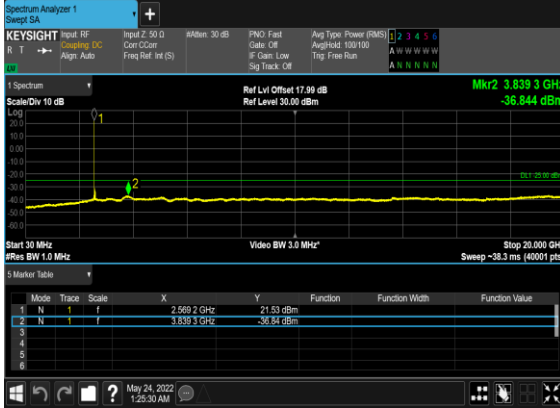 Spectrum Analyzer 1
Swept SA
+
KEYSIGHT
R T
LXI
Input: RF
Coupling: DC
Align: Auto
Input Z: 50 Ω
Corr CCorr
Freq Ref: Int (S)
#Atten: 30 dB
PNO: Fast
Gate: Off
IF Gain: Low
Sig Track: Off
Avg Type: Power (RMS)
Avg|Hold: 100/100
Trig: Free Run
1 2 3 4 5 6
A W W W W W
A N N N N N
1 Spectrum
Scale/Div 10 dB
Log
Ref Lvl Offset 17.99 dB
Ref Level 30.00 dBm
Mkr2 3.839 3 GHz
-36.844 dBm
20.0
10.0
0.00
-10.0
-20.0
-30.0
-40.0
-50.0
-60.0
1
2
DL1 -25.00 dBm
Start 30 MHz
#Res BW 1.0 MHz
Video BW 3.0 MHz*
Stop 20.000 GH
Sweep ~38.3 ms (40001 pts
5 Marker Table
Mode Trace Scale X Y Function Function Width Function Value
1 N 1 f 2.569 2 GHz 21.53 dBm
2 N 1 f 3.839 3 GHz -36.84 dBm
3
4
5
6
?
May 24, 2022
1:25:30 AM